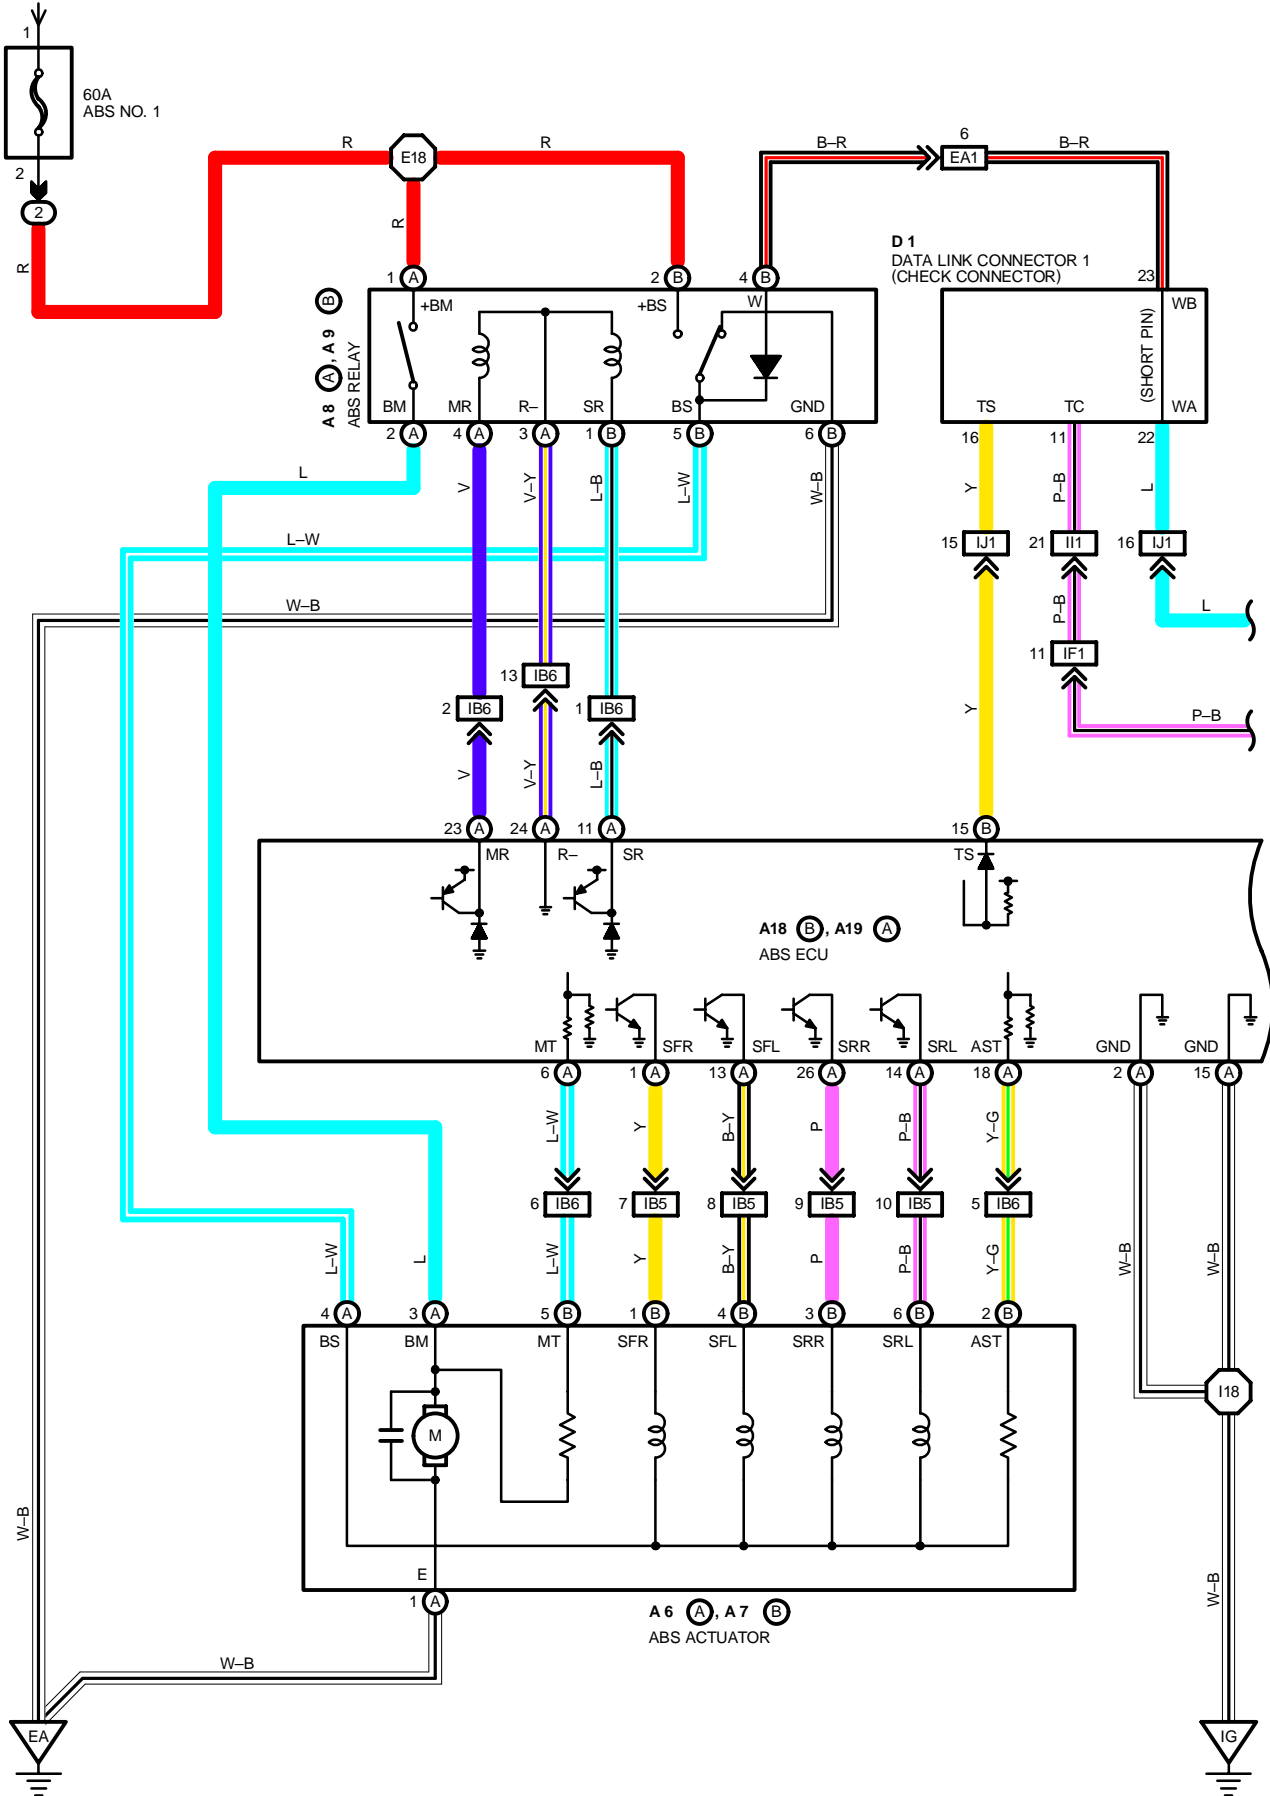 1
60A
ABS NO. 1
2
2
R
R
E18
R
R
B–R
6
EA1
B–R
D 1
DATA LINK CONNECTOR 1
(CHECK CONNECTOR)
1 A
2 B
4 B
23
A 8 A, A 9 B
ABS RELAY
+BM
+BS
W
WB
(SHORT PIN)
BM
MR
R–
SR
BS
GND
TS
TC
WA
2 A
4 A
3 A
1 B
5 B
6 B
16
11
22
L
V
V–Y
L–B
L–W
W–B
Y
P–B
L
L–W
15 IJ1
21 II1
16 IJ1
W–B
P–B
L
11 IF1
13 IB6
2 IB6
1 IB6
Y
P–B
V
V–Y
L–B
23 A
24 A
11 A
15 B
MR
R–
SR
TS
A18 B, A19 A
ABS ECU
MT
SFR
SFL
SRR
SRL
AST
GND
GND
6 A
1 A
13 A
26 A
14 A
18 A
2 A
15 A
L–W
Y
B–Y
P
P–B
Y–G
6 IB6
7 IB5
8 IB5
9 IB5
10 IB5
5 IB6
L–W
L
L–W
Y
B–Y
P
P–B
Y–G
W–B
W–B
4 A
3 A
5 B
1 B
4 B
3 B
6 B
2 B
BS
BM
MT
SFR
SFL
SRR
SRL
AST
I18
M
W–B
E
1 A
W–B
A 6 A, A 7 B
ABS ACTUATOR
W–B
EA
IG